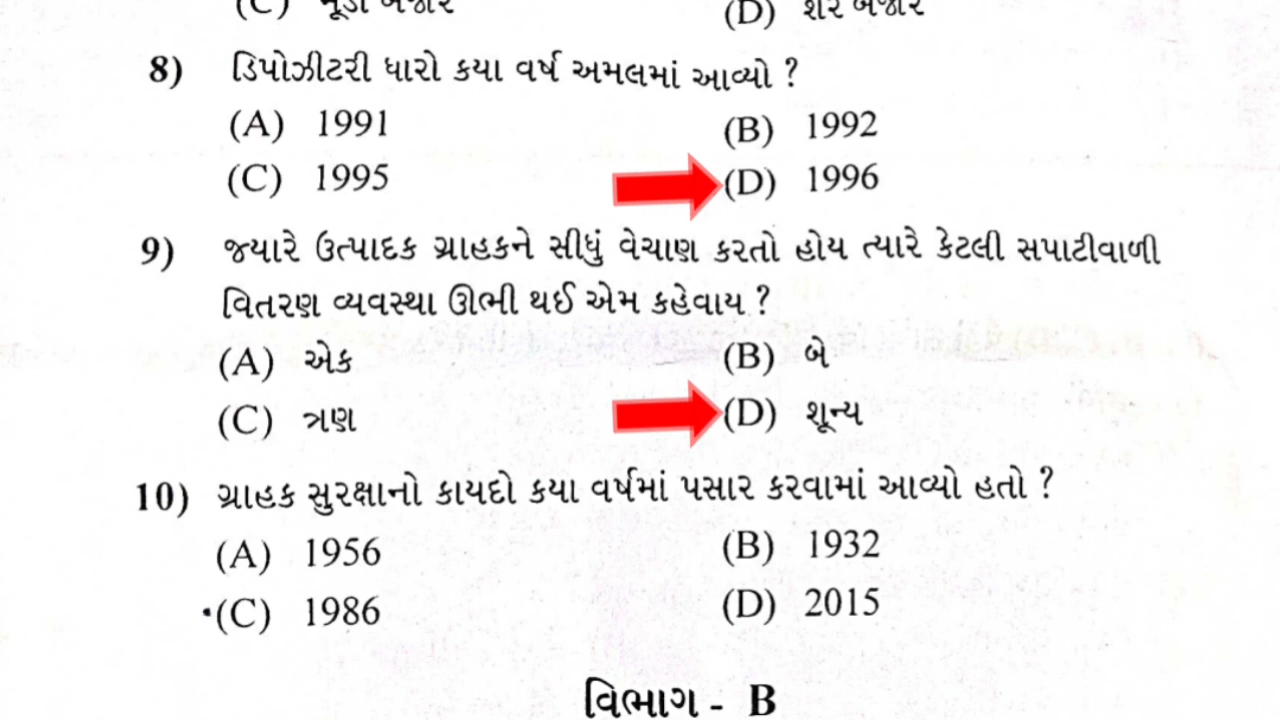 (C) મૂડી બજાર (D) શેર બજાર
8) ડિપોઝીટરી ધારો કયા વર્ષ અમલમાં આવ્યો ?
(A) 1991 (B) 1992
(C) 1995 (D) 1996
9) જ્યારે ઉત્પાદક ગ્રાહકને સીધું વેચાણ કરતો હોય ત્યારે કેટલી સપાટીવાળી
વિતરણ વ્યવસ્થા ઊભી થઈ એમ કહેવાય ?
(A) એક (B) બે
(C) ત્રણ (D) શૂન્ય
10) ગ્રાહક સુરક્ષાનો કાયદો કયા વર્ષમાં પસાર કરવામાં આવ્યો હતો ?
(A) 1956 (B) 1932
(C) 1986 (D) 2015
વિભાગ - B